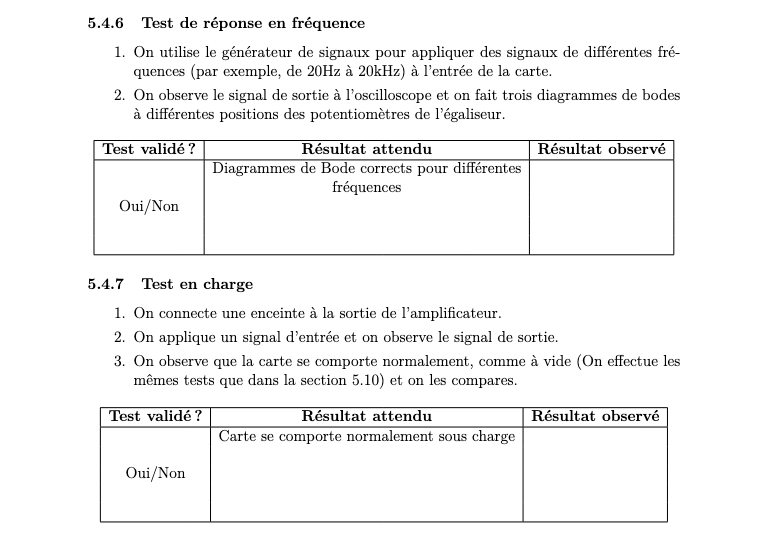 5.4.6 Test de réponse en fréquence
1. On utilise le générateur de signaux pour appliquer des signaux de différentes fré-
quences (par exemple, de 20Hz à 20kHz) à l'entrée de la carte.
2. On observe le signal de sortie à l'oscilloscope et on fait trois diagrammes de bodes
à différentes positions des potentiomètres de l'égaliseur.
Test validé ? Résultat attendu Résultat observé
Diagrammes de Bode corrects pour différentes
fréquences
Oui/Non
5.4.7 Test en charge
1. On connecte une enceinte à la sortie de l'amplificateur.
2. On applique un signal d'entrée et on observe le signal de sortie.
3. On observe que la carte se comporte normalement, comme à vide (On effectue les
mêmes tests que dans la section 5.10) et on les compares.
Test validé ? Résultat attendu Résultat observé
Carte se comporte normalement sous charge
Oui/Non